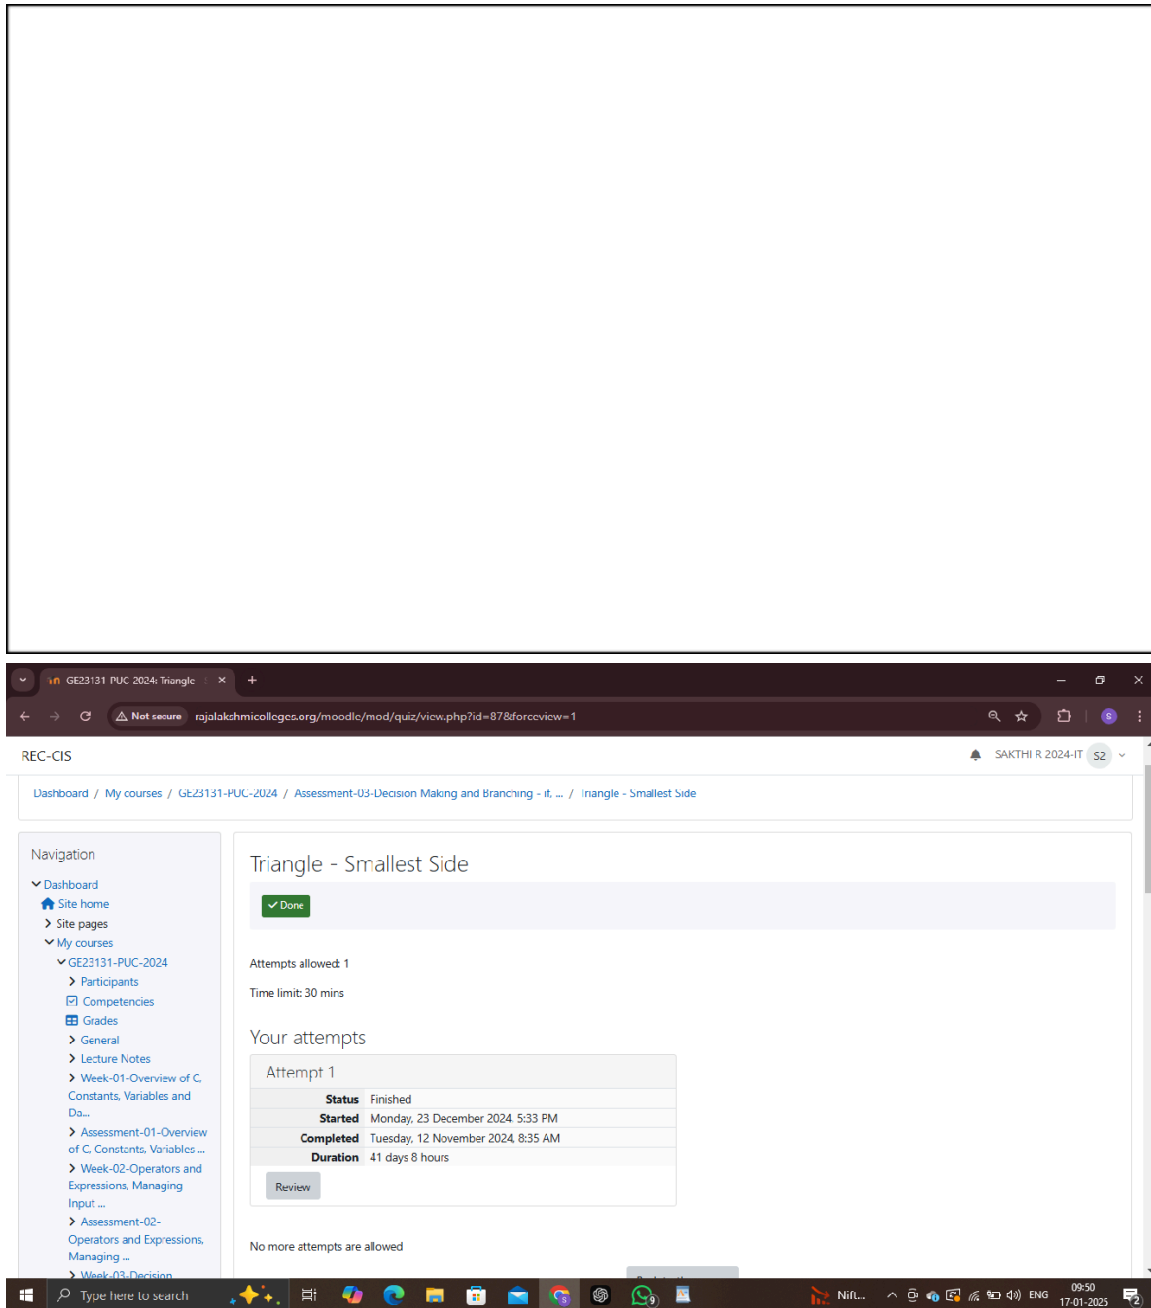 GE23131-PUC-2024: Triangle - S
Not secure rajalakshmicolleges.org/moodle/mod/quiz/view.php?id=87&forceview=1
S
REC-CIS
SAKTHI R 2024-IT S2
Dashboard / My courses / GE23131-PUC-2024 / Assessment-03-Decision Making and Branching - if, ... / Triangle - Smallest Side
Navigation
Dashboard
Site home
Site pages
My courses
GE23131-PUC-2024
Participants
Competencies
Grades
General
Lecture Notes
Week-01-Overview of C,
Constants, Variables and
Da...
Assessment-01-Overview
of C, Constants, Variables ...
Week-02-Operators and
Expressions, Managing
Input ...
Assessment-02-
Operators and Expressions,
Managing ...
Week-03-Decision
Triangle - Smallest Side
Done
Attempts allowed: 1
Time limit: 30 mins
Your attempts
Attempt 1
Status Finished
Started Monday, 23 December 2024, 5:33 PM
Completed Tuesday, 12 November 2024, 8:35 AM
Duration 41 days 8 hours
Review
No more attempts are allowed
Type here to search
Nift...
ENG
09:50
17-01-2025
2